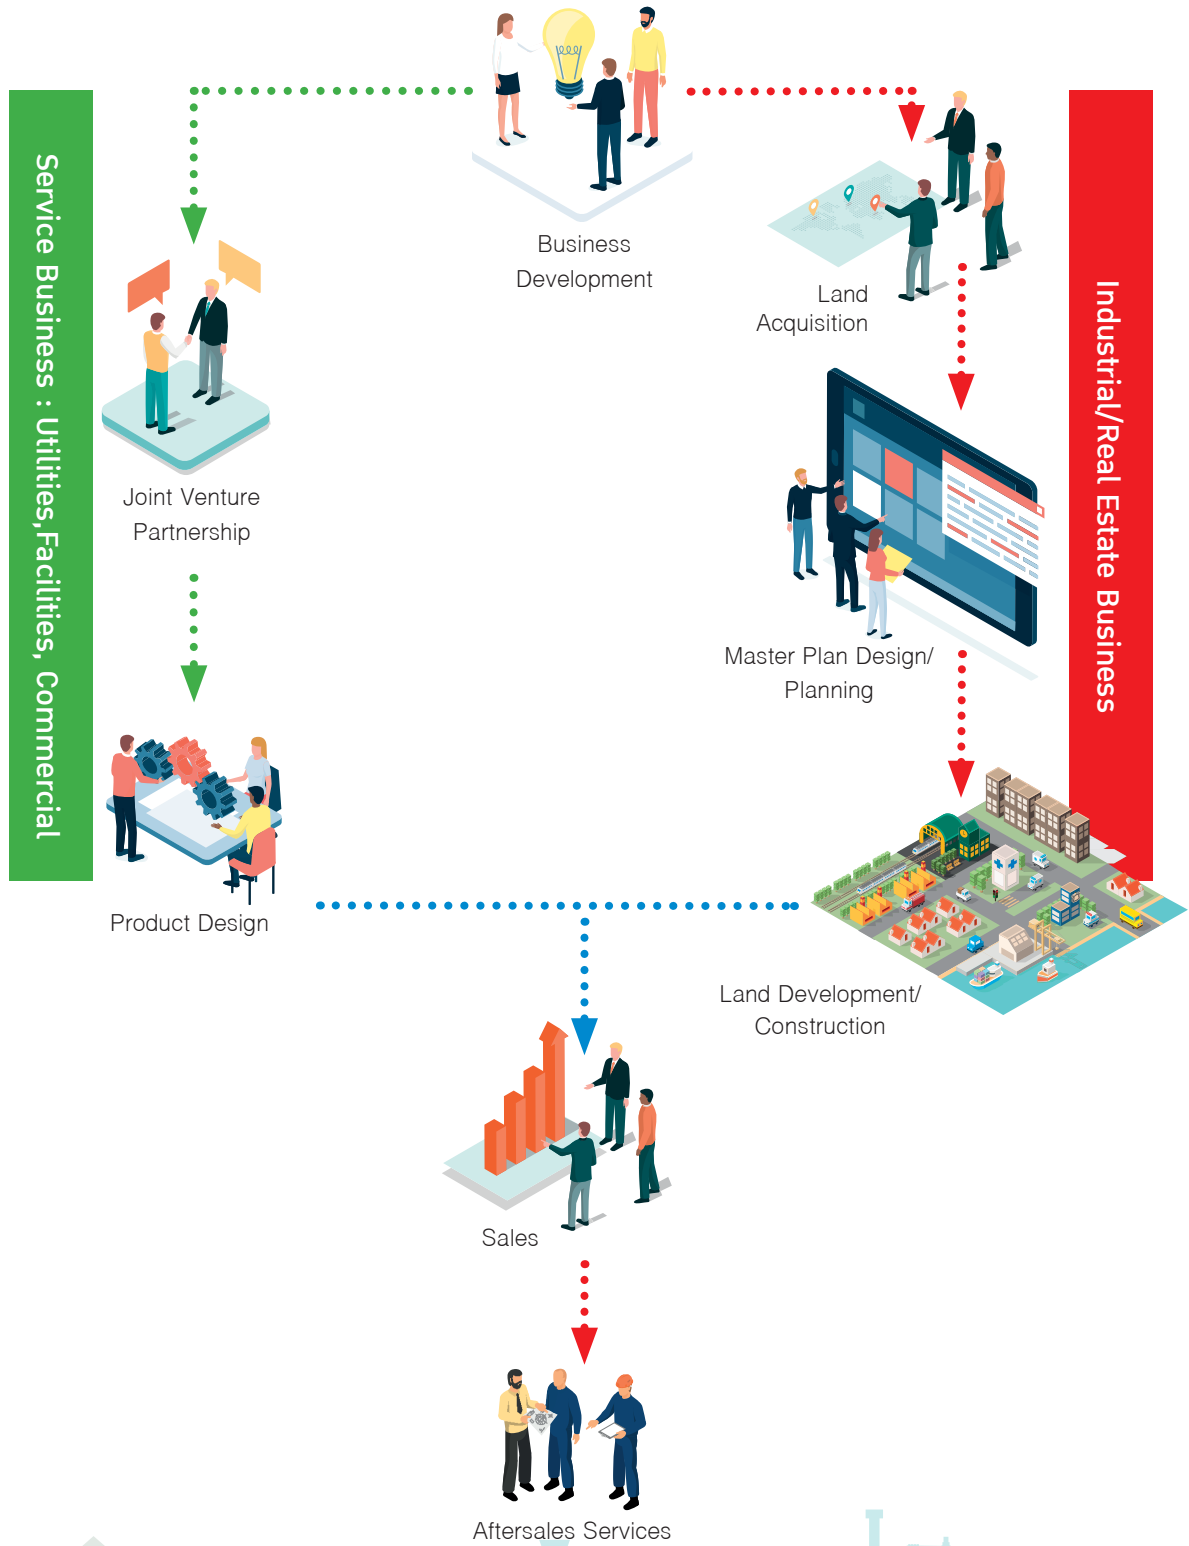 Business
Development
Service Business : Utilities,Facilities, Commercial
Industrial/Real Estate Business
Land
Acquisition
Joint Venture
Partnership
Master Plan Design/
Planning
Product Design
Land Development/
Construction
Sales
Aftersales Services